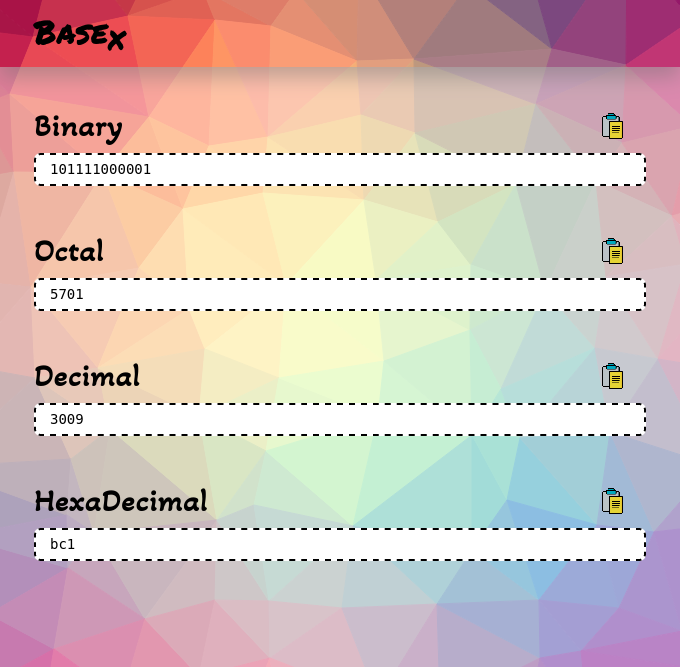 BASEX
Binary
101111000001
Octal
5701
Decimal
3009
HexaDecimal
bc1